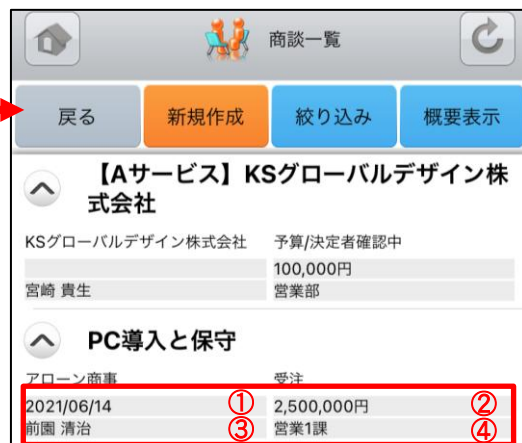 商談一覧
戻る 新規作成 絞り込み 概要表示
【Aサービス】KSグローバルデザイン株
式会社
KSグローバルデザイン株式会社 予算/決定者確認中
100,000円
宮崎 貴生 営業部
PC導入と保守
アローン商事 受注
2021/06/14 ① 2,500,000円 ②
前園 清治 ③ 営業1課 ④